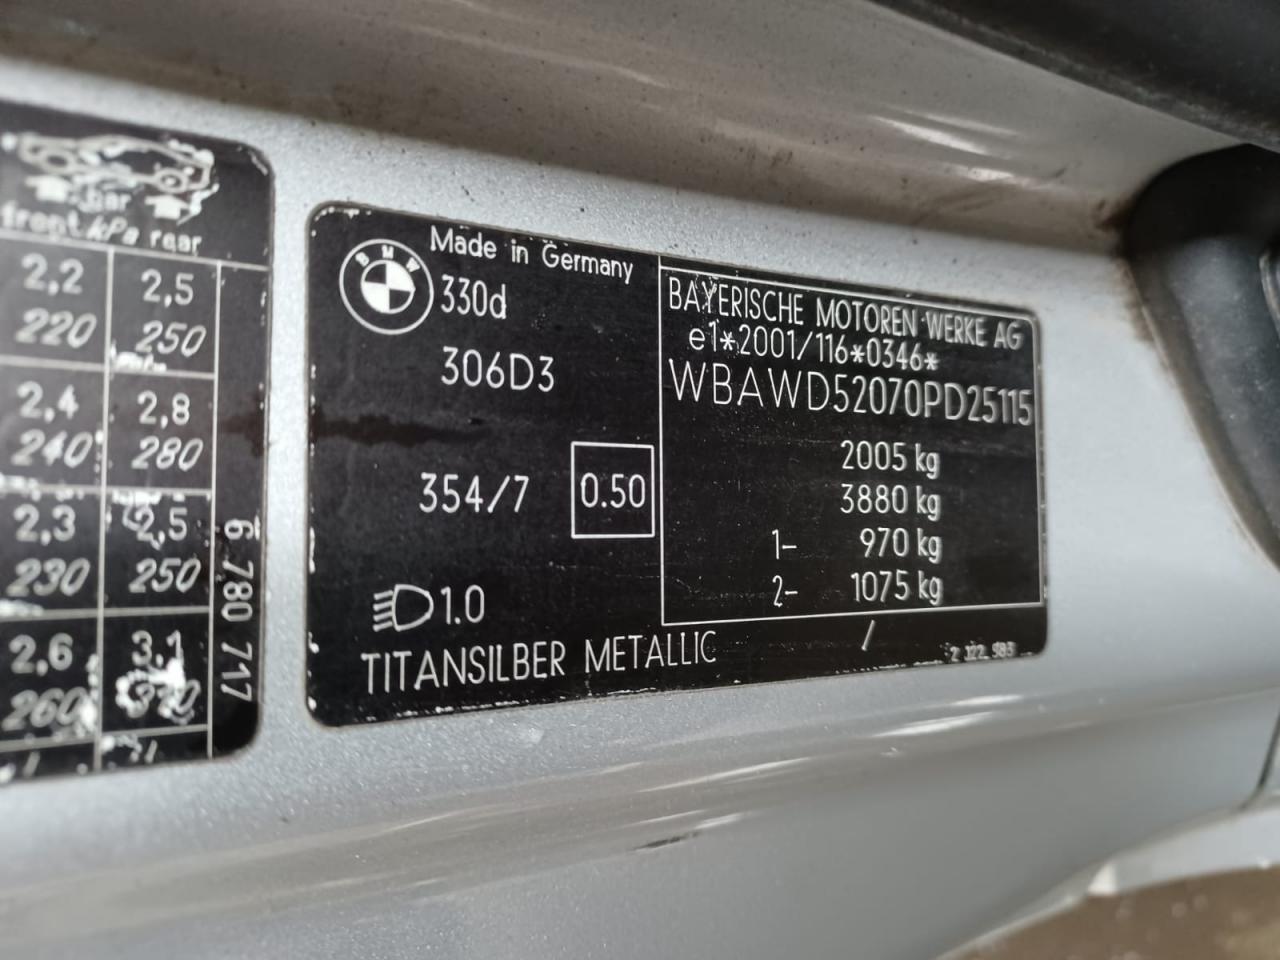 bar
front kPa rear
2,2 2,5
220 250
2,4 2,8
240 280
2,3 2,5
230 250
2,6 3,1
260
6 780 717
BMW
Made in Germany
330d
306D3
354/7
0.50
1.0
TITANSILBER METALLIC
BAYERISCHE MOTOREN WERKE AG
e1*2001/116*0346*
WBAWD52070PD25115
2005 kg
3880 kg
1- 970 kg
2- 1075 kg
/